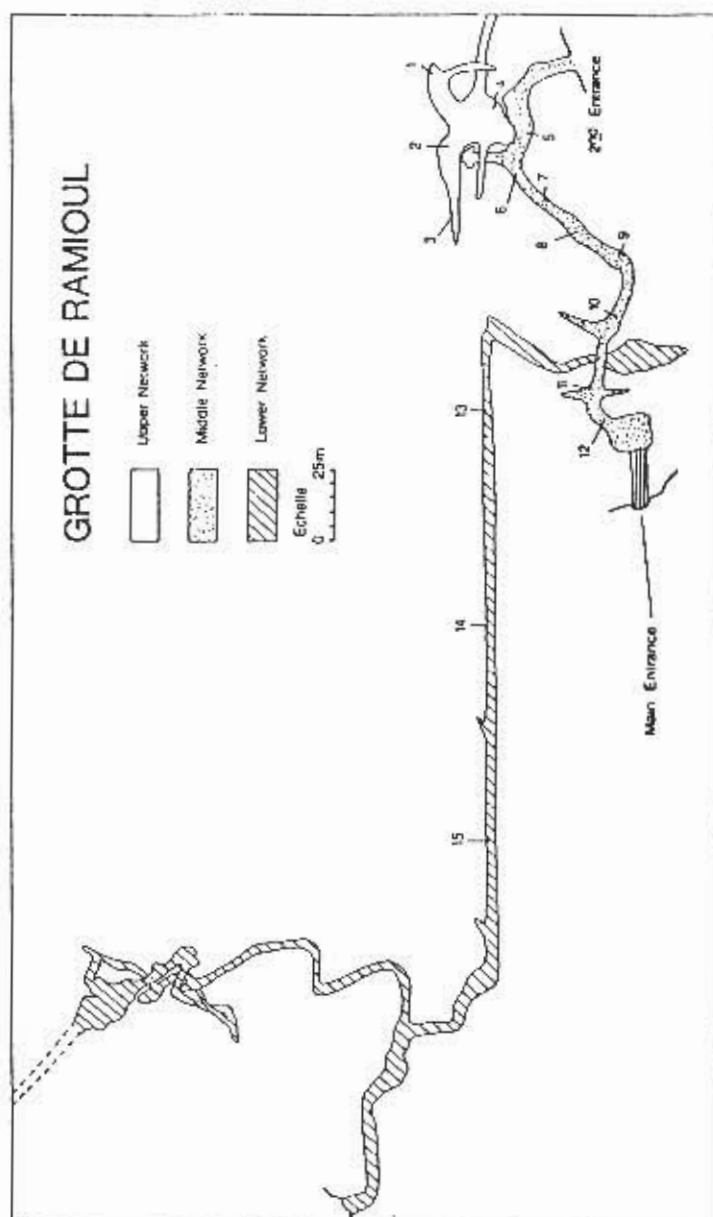 GROTTE DE RAMIOUL
Upper Network
Middle Network
Lower Network
Echelle
0 25m
1
2
3
4
5
6
7
8
9
10
11
12
13
14
15
2nd Entrance
Main Entrance